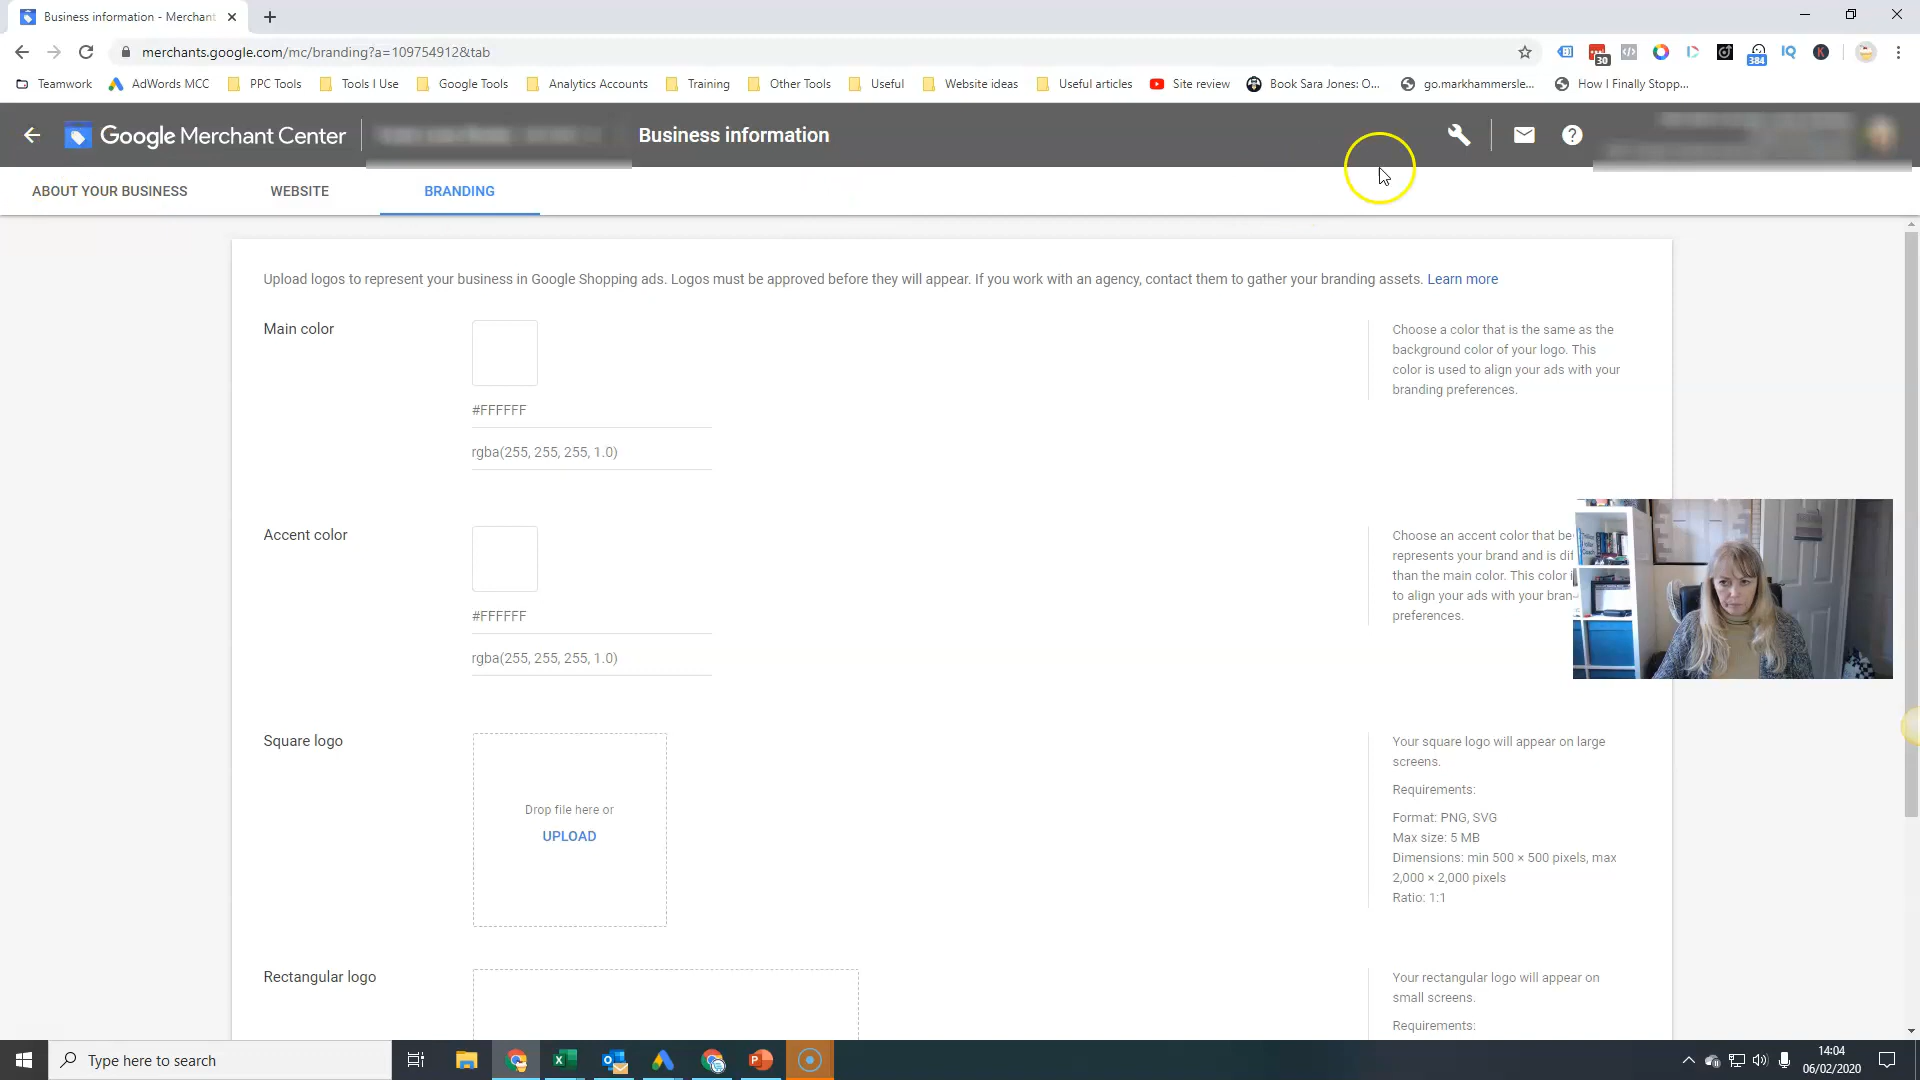 Business information - Merchant
merchants.google.com/mc/branding?a=109754912&tab
30
384
Teamwork
AdWords MCC
PPC Tools
Tools I Use
Google Tools
Analytics Accounts
Training
Other Tools
Useful
Website ideas
Useful articles
Site review
Book Sara Jones: O...
go.markhammersle...
How I Finally Stopp...
Google Merchant Center
Business information
ABOUT YOUR BUSINESS
WEBSITE
BRANDING
Upload logos to represent your business in Google Shopping ads. Logos must be approved before they will appear. If you work with an agency, contact them to gather your branding assets. Learn more
Main color
#FFFFFF
rgba(255, 255, 255, 1.0)
Choose a color that is the same as the
background color of your logo. This
color is used to align your ads with your
branding preferences.
Accent color
#FFFFFF
rgba(255, 255, 255, 1.0)
Choose an accent color that be
represents your brand and is di
than the main color. This color
to align your ads with your bran
preferences.
Square logo
Drop file here or
UPLOAD
Your square logo will appear on large
screens.
Requirements:
Format: PNG, SVG
Max size: 5 MB
Dimensions: min 500 × 500 pixels, max
2,000 × 2,000 pixels
Ratio: 1:1
Rectangular logo
Your rectangular logo will appear on
small screens.
Requirements:
Type here to search
14:04
06/02/2020